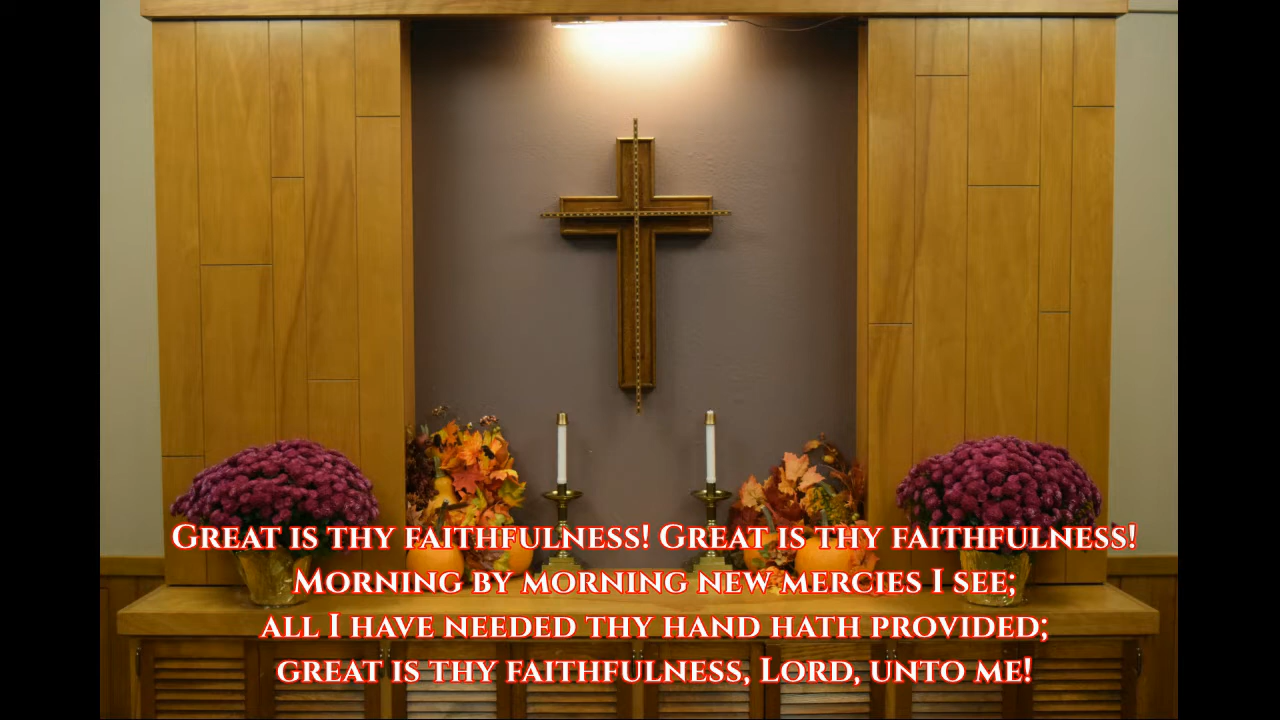 Great is thy faithfulness! Great is thy faithfulness!
Morning by morning new mercies I see;
all I have needed thy hand hath provided;
great is thy faithfulness, Lord, unto me!